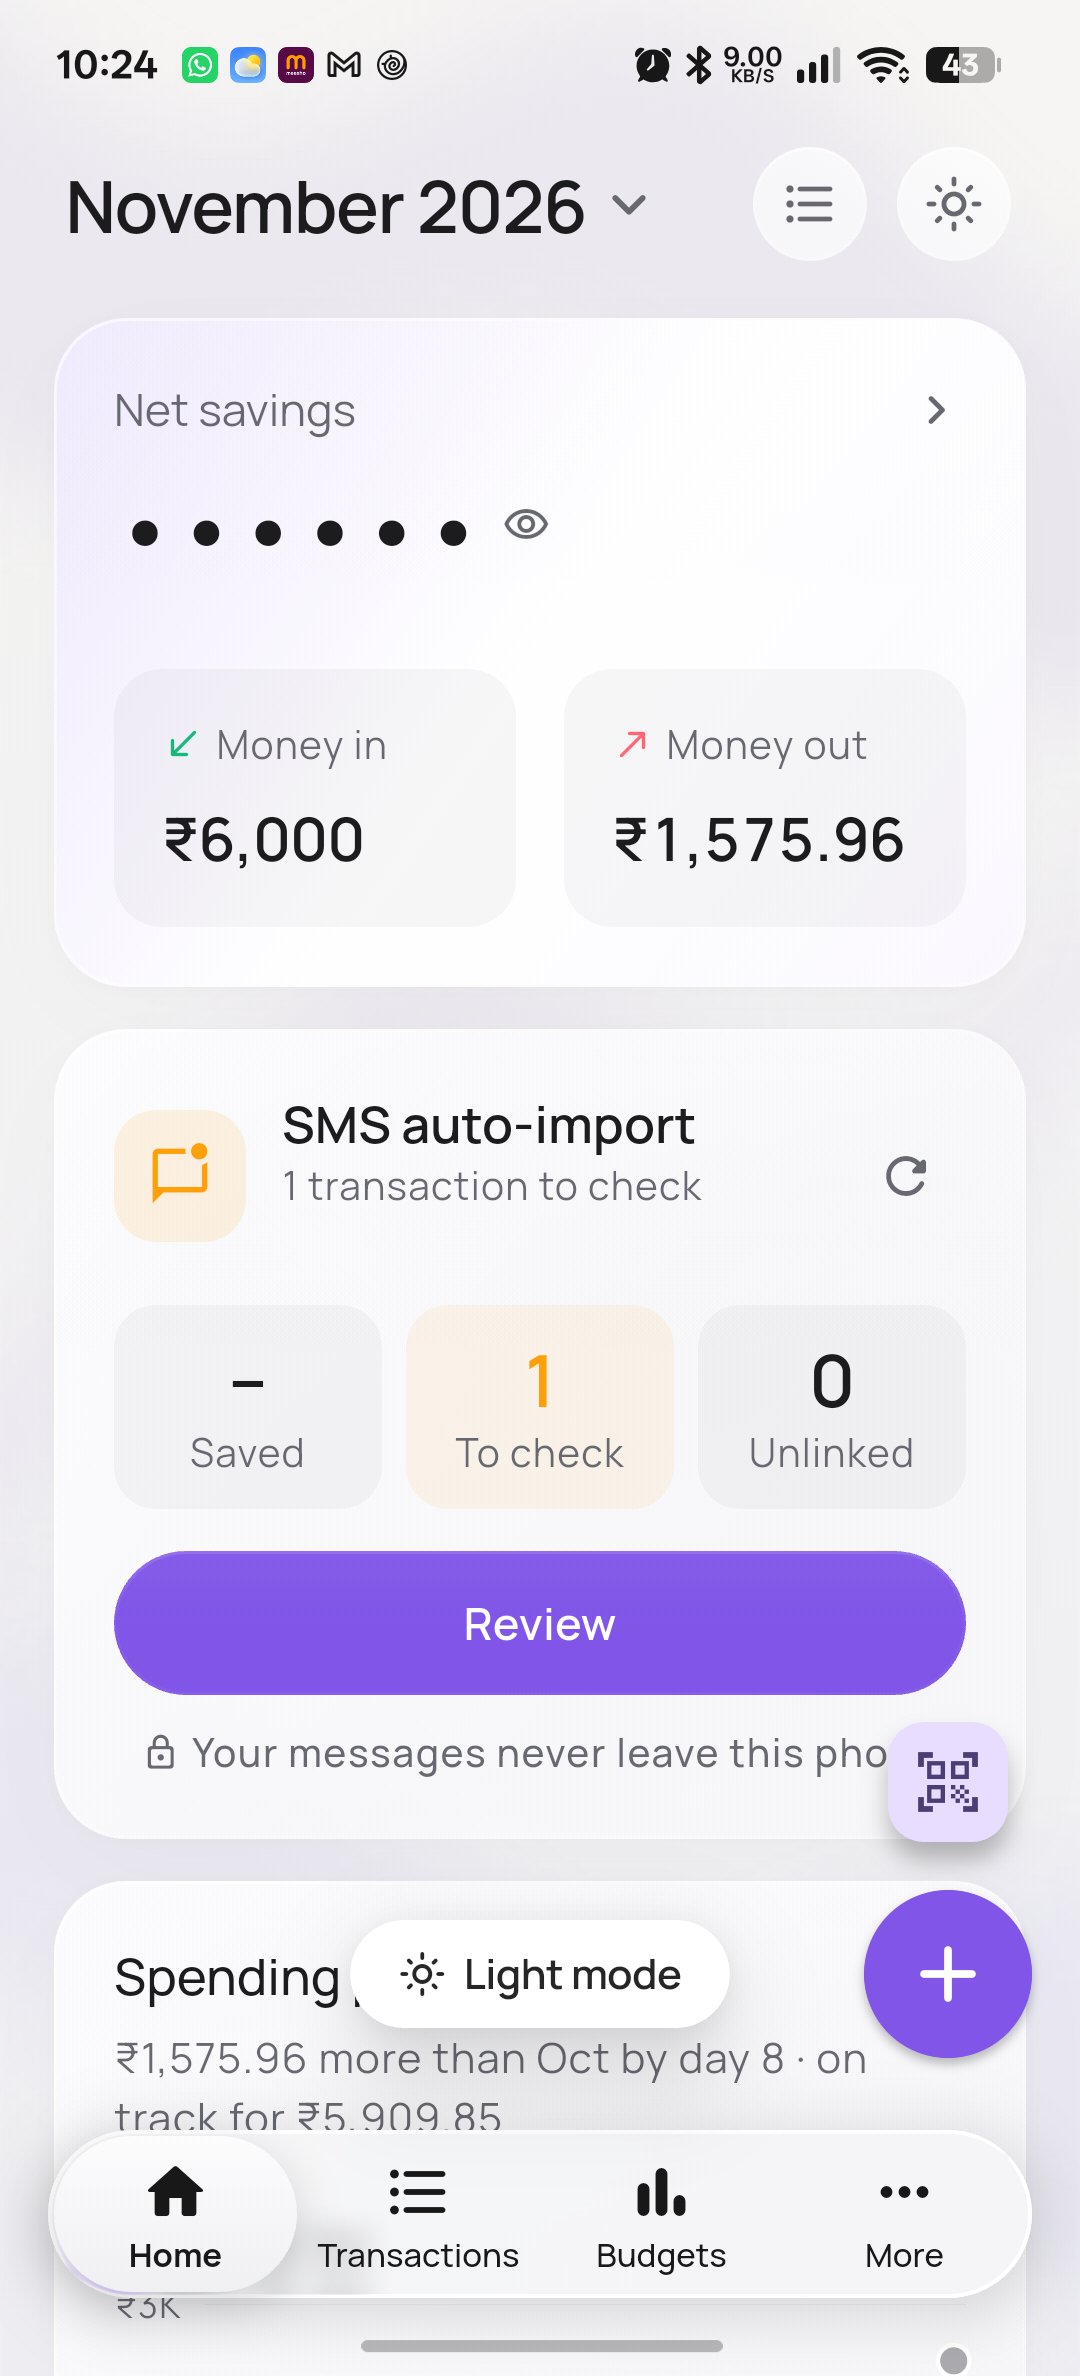 10:24
meesho
9.00
KB/S
43
November 2026
Net savings
Money in
Money out
₹6,000
₹1,575.96
SMS auto-import
1 transaction to check
–
1
0
Saved
To check
Unlinked
Review
Your messages never leave this pho
Spending
Light mode
₹1,575.96 more than Oct by day 8 · on
track for ₹5,909.85
Home
Transactions
Budgets
More
₹3K